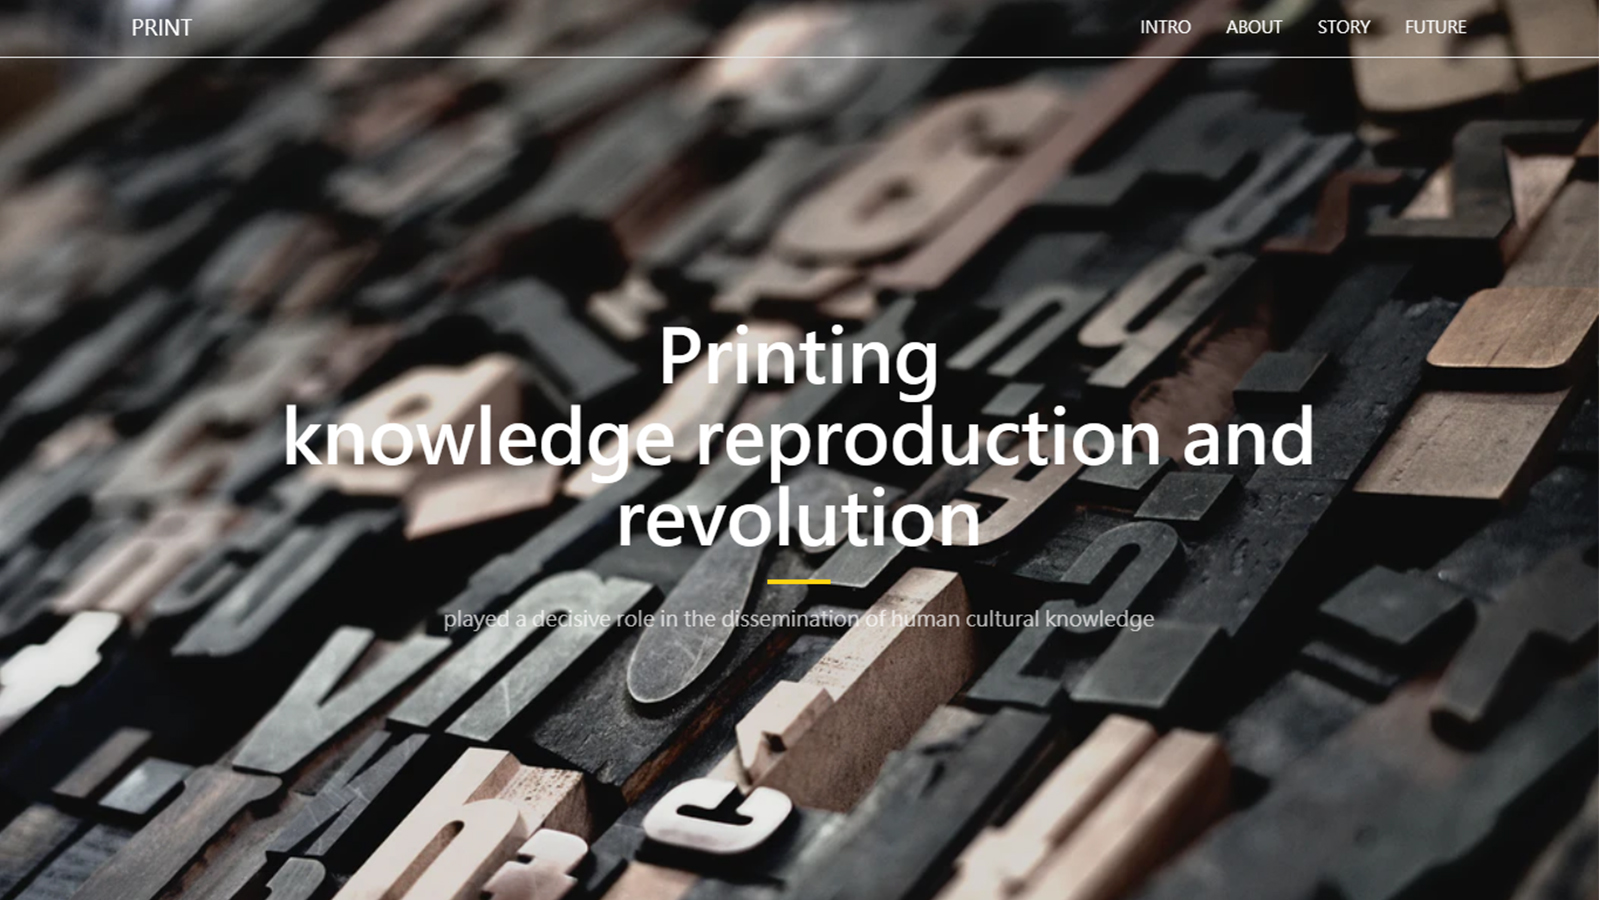 PRINT
INTRO ABOUT STORY FUTURE
Printing
knowledge reproduction and
revolution
played a decisive role in the dissemination of human cultural knowledge